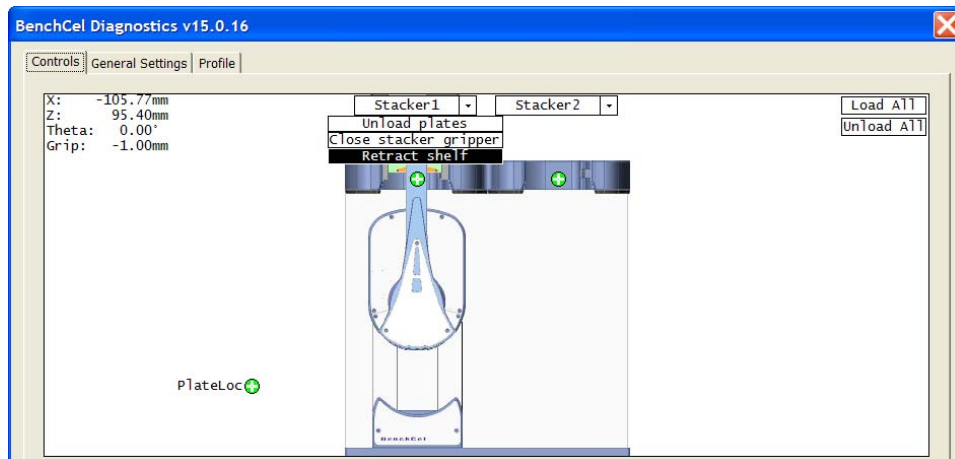 BenchCel Diagnostics v15.0.16
Controls General Settings Profile
X: -105.77mm
Z: 95.40mm
Theta: 0.00°
Grip: -1.00mm
Stacker1 Stacker2
Unload plates
Close stacker gripper
Retract shelf
Load All
Unload All
PlateLoc
BenchCel